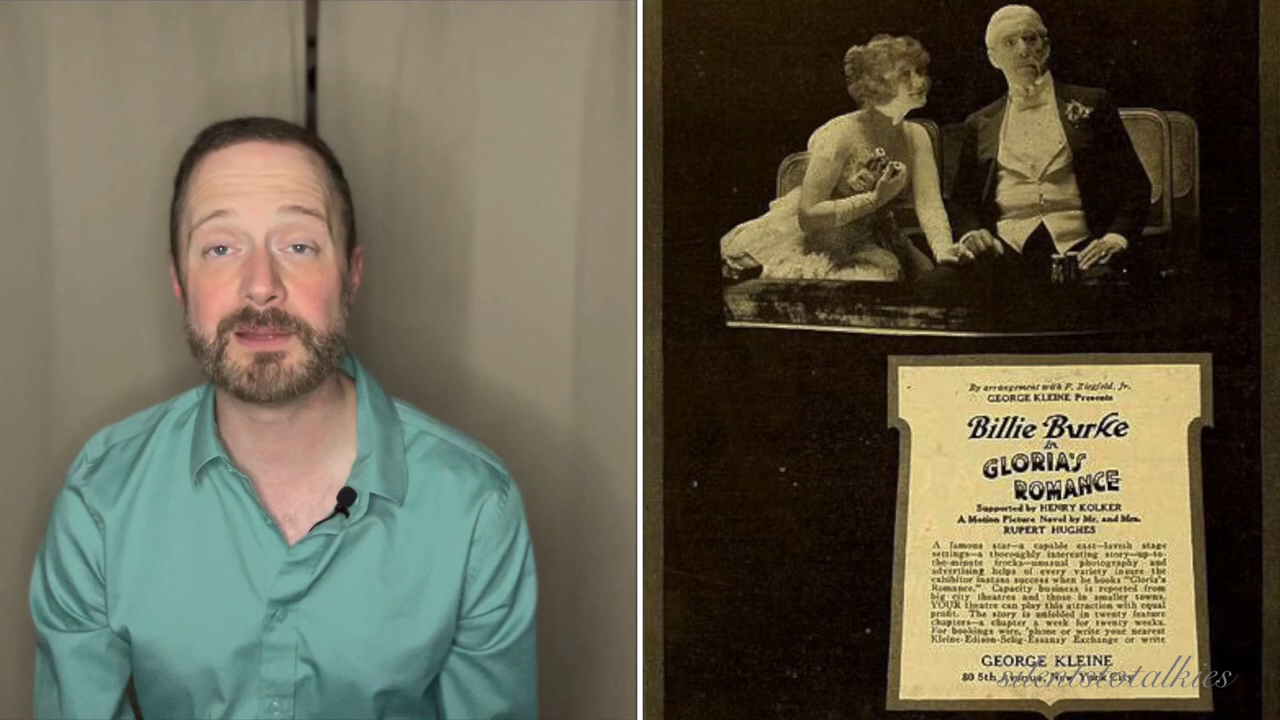 By arrangement with F. Ziegfeld, Jr.
GEORGE KLEINE Presents
Billie Burke
in
GLORIA'S
ROMANCE
Supported by HENRY KOLKER
A Motion Picture Novel by Mr. and Mrs.
RUPERT HUGHES
A famous star—a capable cast—lavish stage
settings—a thoroughly interesting story—up-to-
the-minute frocks—unusual photography and
advertising helps of every variety insure the
exhibitor instant success when he books "Gloria's
Romance." Capacity business is reported from
big city theatres and those in smaller towns.
YOUR theatre can play this attraction with equal
profit. The story is unfolded in twenty feature
chapters—a chapter a week for twenty weeks.
For bookings wire, 'phone or write your nearest
Kleine-Edison-Selig-Essanay Exchange or write
GEORGE KLEINE
80 5th Avenue, New York City
silentstotalkies